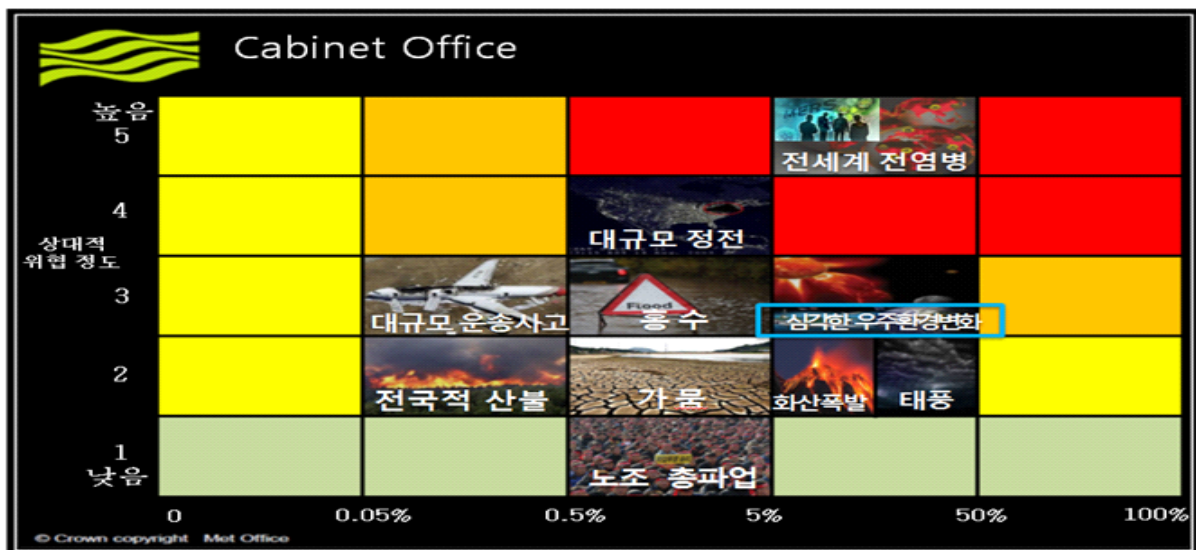 Cabinet Office
높음
5
전세계 전염병
4
대규모 정전
상대적
위협 정도
3
대규모 운송사고
Flood
홍수
심각한 우주환경변화
2
전국적 산불
가뭄
화산폭발
태풍
1
낮음
노조 총파업
0
0.05%
0.5%
5%
50%
100%
© Crown copyright Met Office